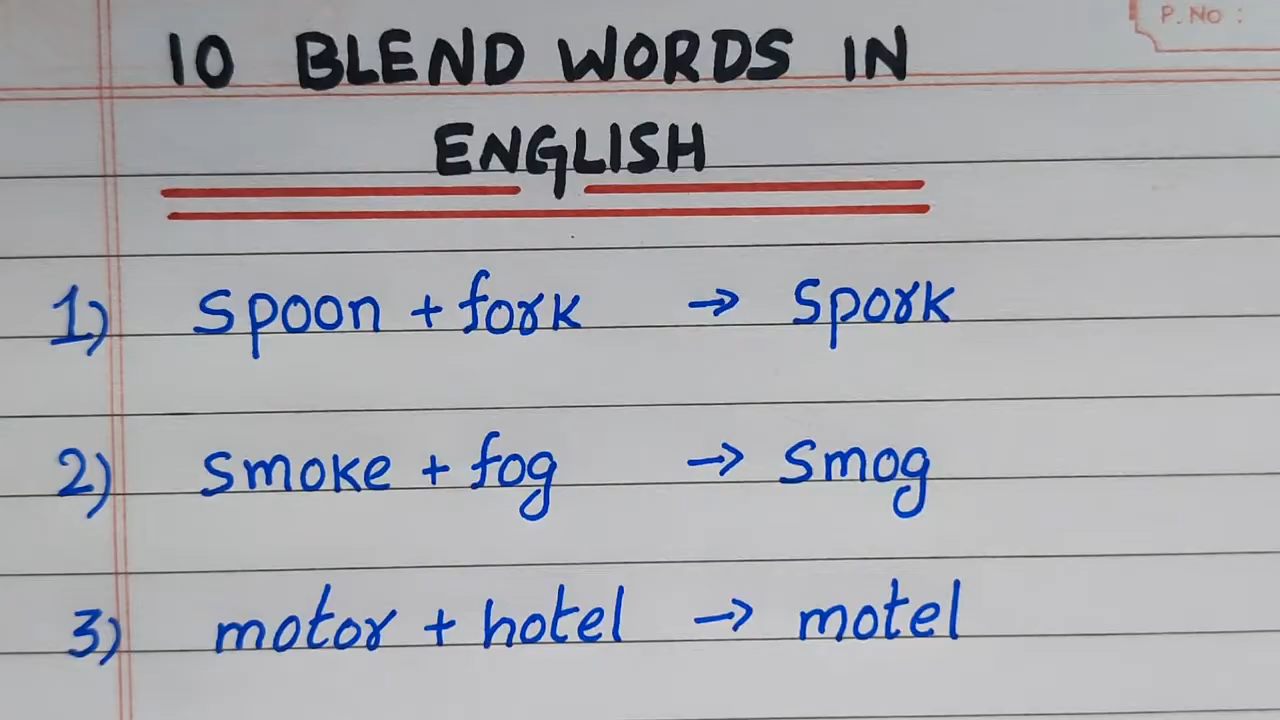 P. No :
10 BLEND WORDS IN
ENGLISH
1) spoon + fork → spork
2) smoke + fog → smog
3) motor + hotel → motel